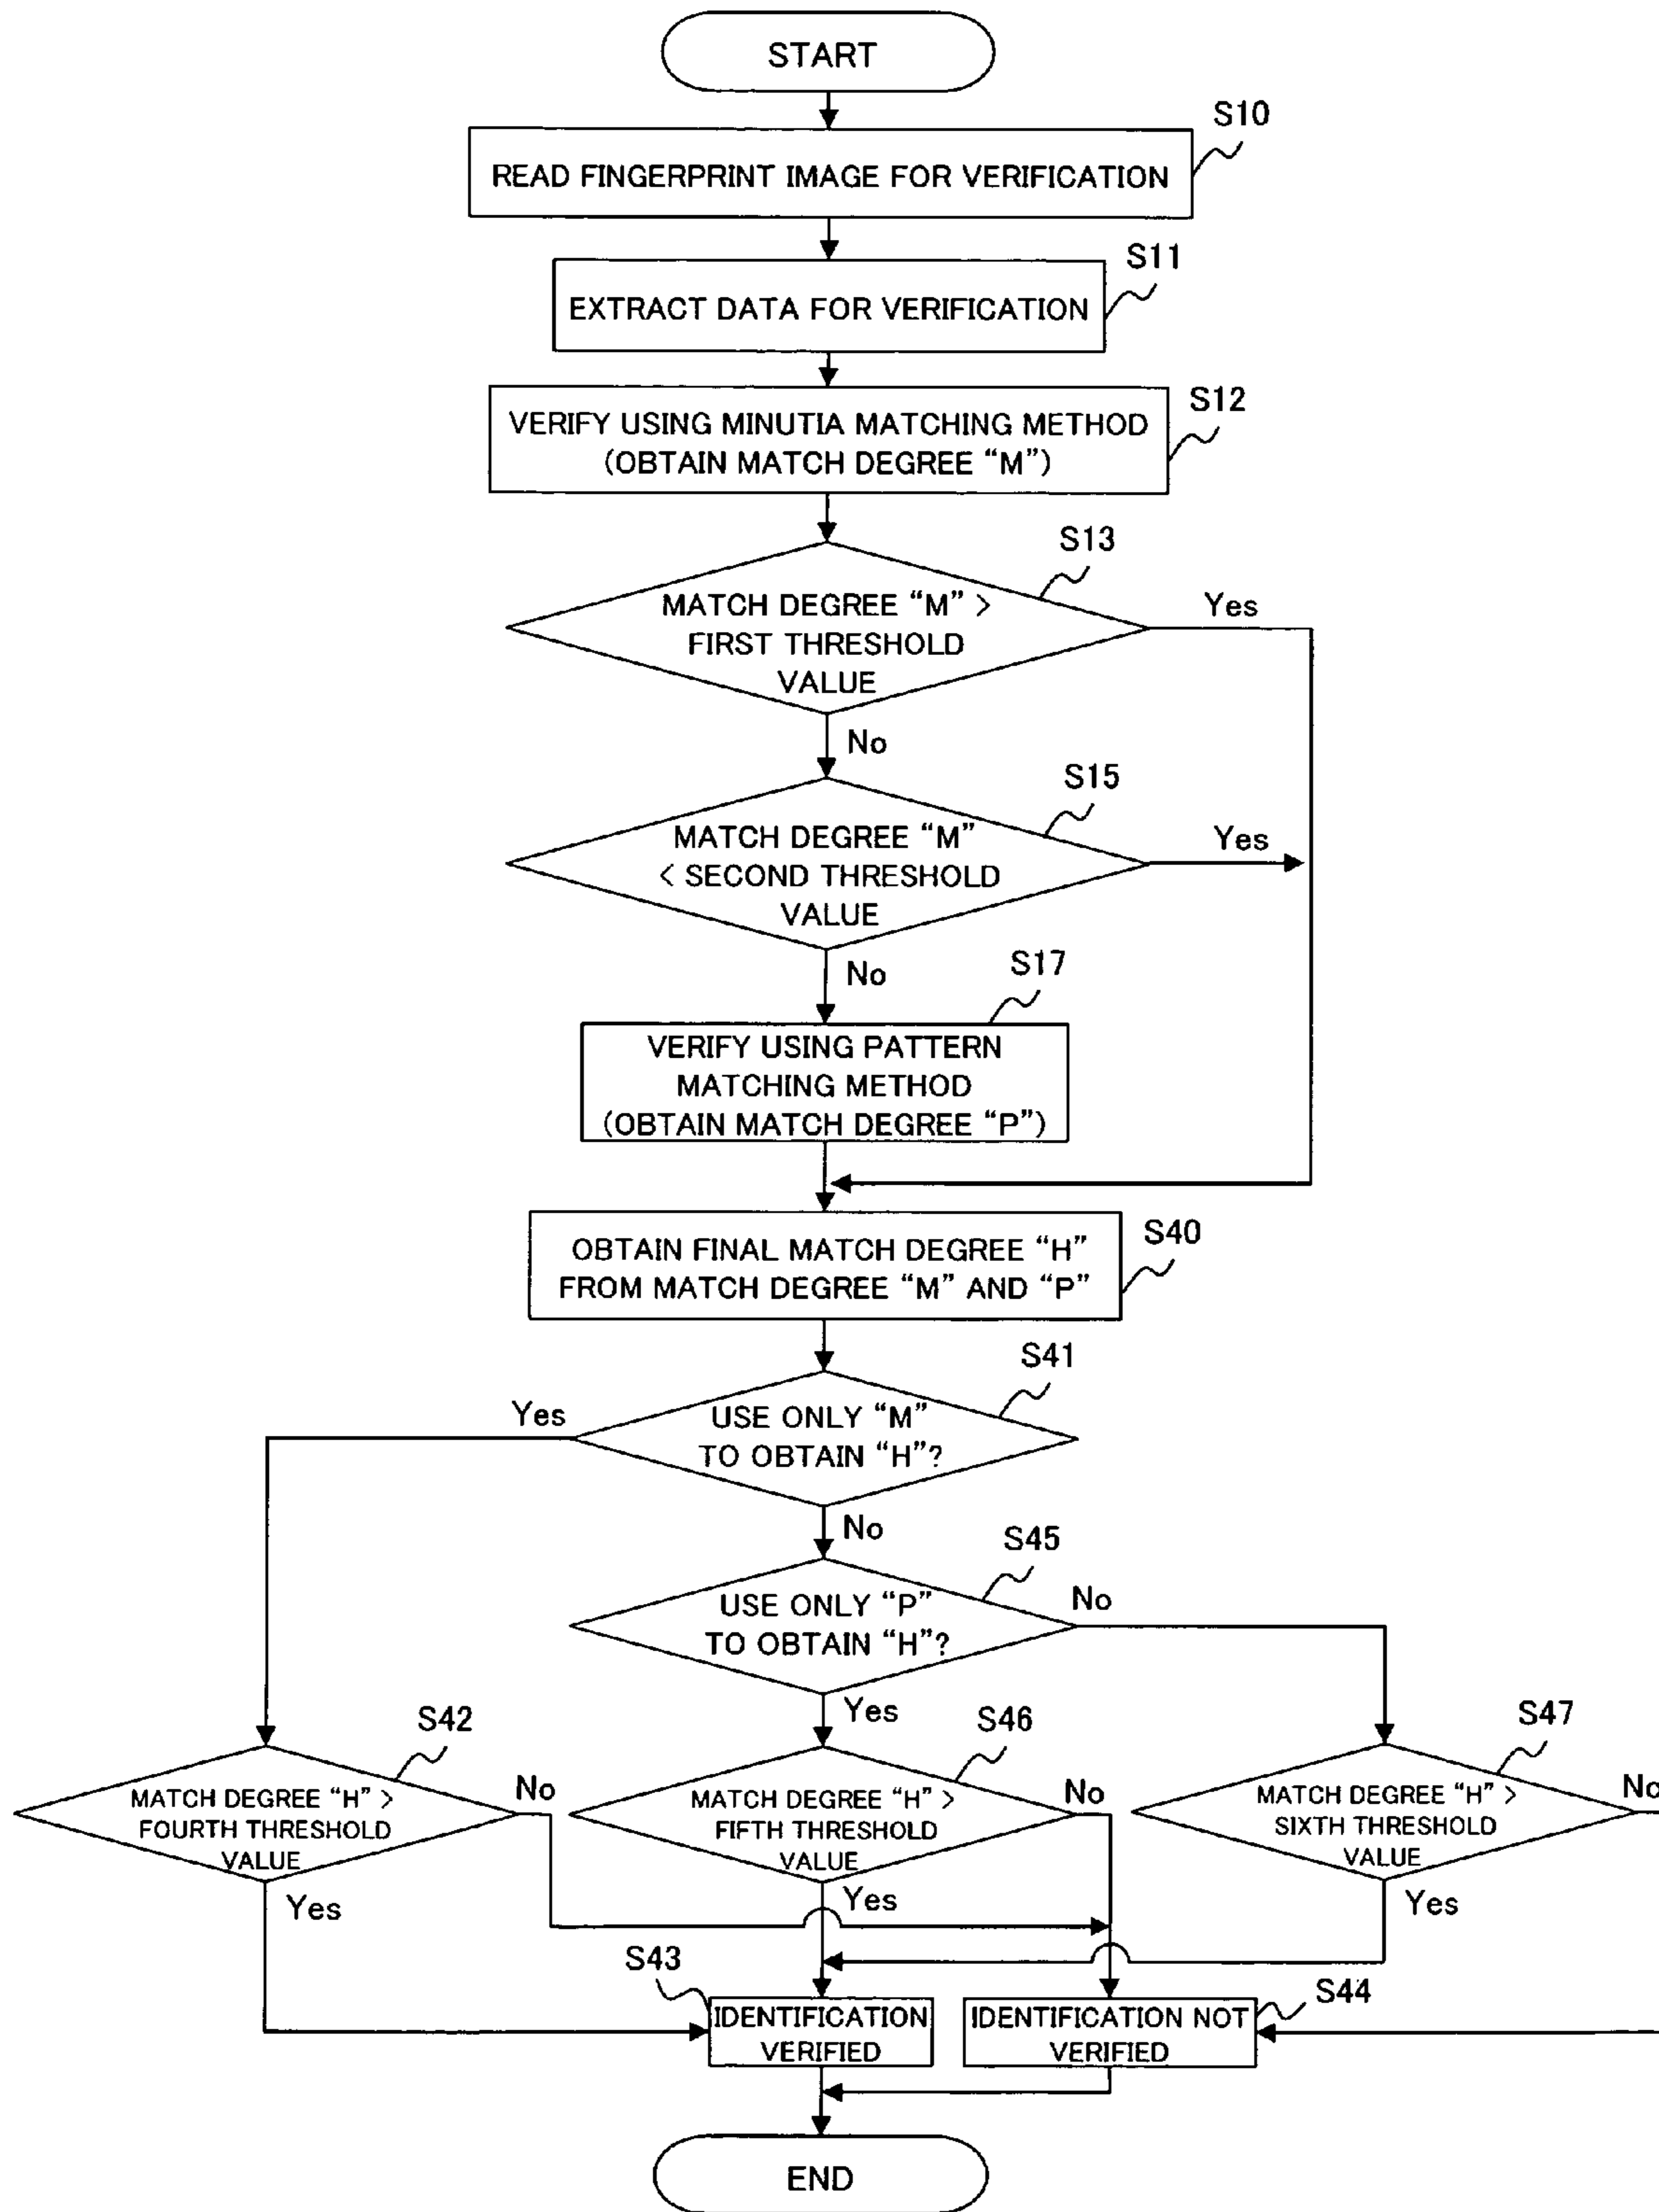 START
S10
READ FINGERPRINT IMAGE FOR VERIFICATION
S11
EXTRACT DATA FOR VERIFICATION
S12
VERIFY USING MINUTIA MATCHING METHOD
(OBTAIN MATCH DEGREE “M”)
S13
MATCH DEGREE “M” >
FIRST THRESHOLD
VALUE
Yes
No
S15
MATCH DEGREE “M”
< SECOND THRESHOLD
VALUE
Yes
No
S17
VERIFY USING PATTERN
MATCHING METHOD
(OBTAIN MATCH DEGREE “P”)
S40
OBTAIN FINAL MATCH DEGREE “H”
FROM MATCH DEGREE “M” AND “P”
S41
USE ONLY “M”
TO OBTAIN “H”?
Yes
No
S45
USE ONLY “P”
TO OBTAIN “H”?
No
Yes
S42
MATCH DEGREE “H” >
FOURTH THRESHOLD
VALUE
No
Yes
S46
MATCH DEGREE “H” >
FIFTH THRESHOLD
VALUE
No
Yes
S47
MATCH DEGREE “H” >
SIXTH THRESHOLD
VALUE
No
Yes
S43
IDENTIFICATION
VERIFIED
S44
IDENTIFICATION NOT
VERIFIED
END